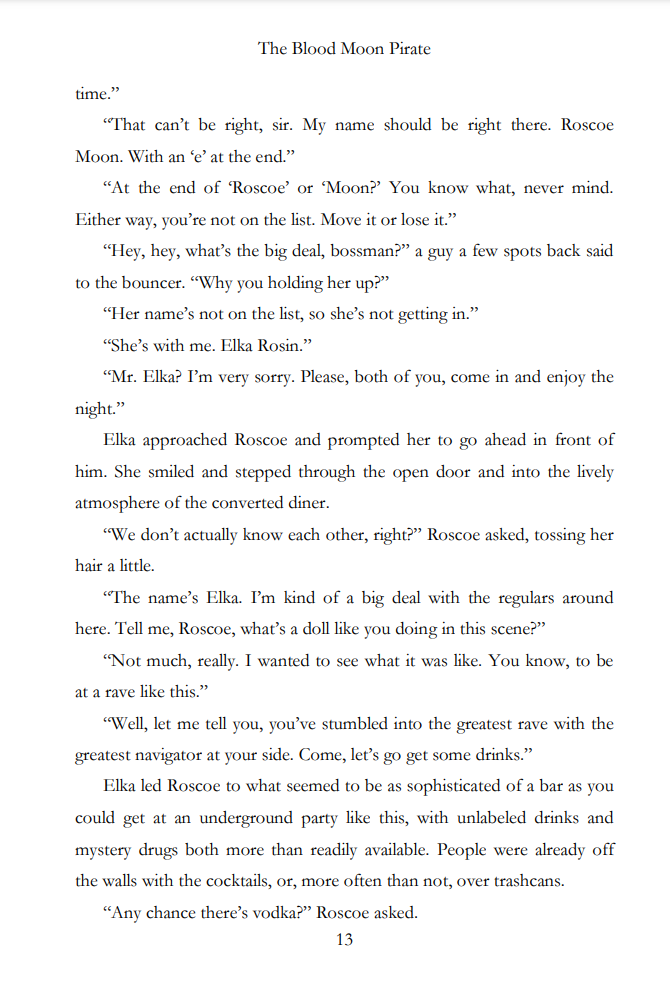 The Blood Moon Pirate
time.”
“That can’t be right, sir. My name should be right there. Roscoe
Moon. With an ‘e’ at the end.”
“At the end of ‘Roscoe’ or ‘Moon?’ You know what, never mind.
Either way, you’re not on the list. Move it or lose it.”
“Hey, hey, what’s the big deal, bossman?” a guy a few spots back said
to the bouncer. “Why you holding her up?”
“Her name’s not on the list, so she’s not getting in.”
“She’s with me. Elka Rosin.”
“Mr. Elka? I’m very sorry. Please, both of you, come in and enjoy the
night.”
Elka approached Roscoe and prompted her to go ahead in front of
him. She smiled and stepped through the open door and into the lively
atmosphere of the converted diner.
“We don’t actually know each other, right?” Roscoe asked, tossing her
hair a little.
“The name’s Elka. I’m kind of a big deal with the regulars around
here. Tell me, Roscoe, what’s a doll like you doing in this scene?”
“Not much, really. I wanted to see what it was like. You know, to be
at a rave like this.”
“Well, let me tell you, you’ve stumbled into the greatest rave with the
greatest navigator at your side. Come, let’s go get some drinks.”
Elka led Roscoe to what seemed to be as sophisticated of a bar as you
could get at an underground party like this, with unlabeled drinks and
mystery drugs both more than readily available. People were already off
the walls with the cocktails, or, more often than not, over trashcans.
“Any chance there’s vodka?” Roscoe asked.
13